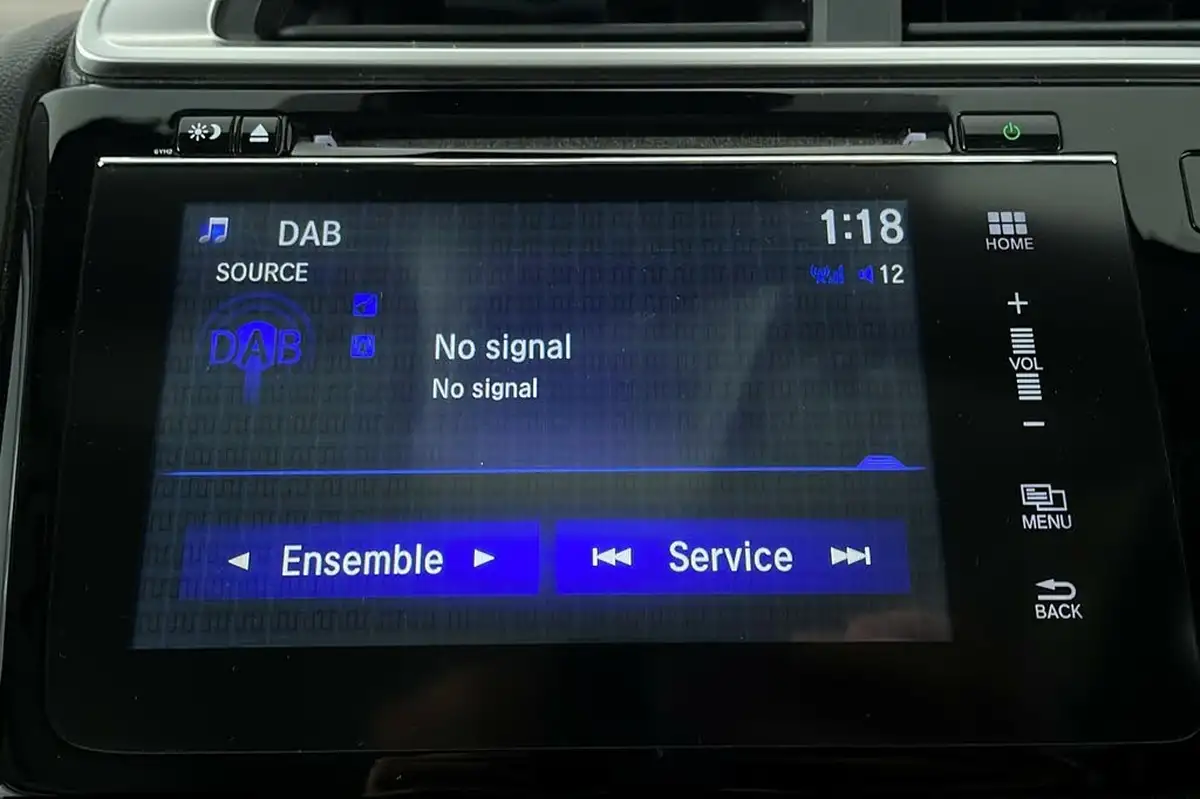 DAB
1:18
SOURCE
12
DAB
No signal
No signal
Ensemble
Service
HOME
+
VOL
−
MENU
BACK